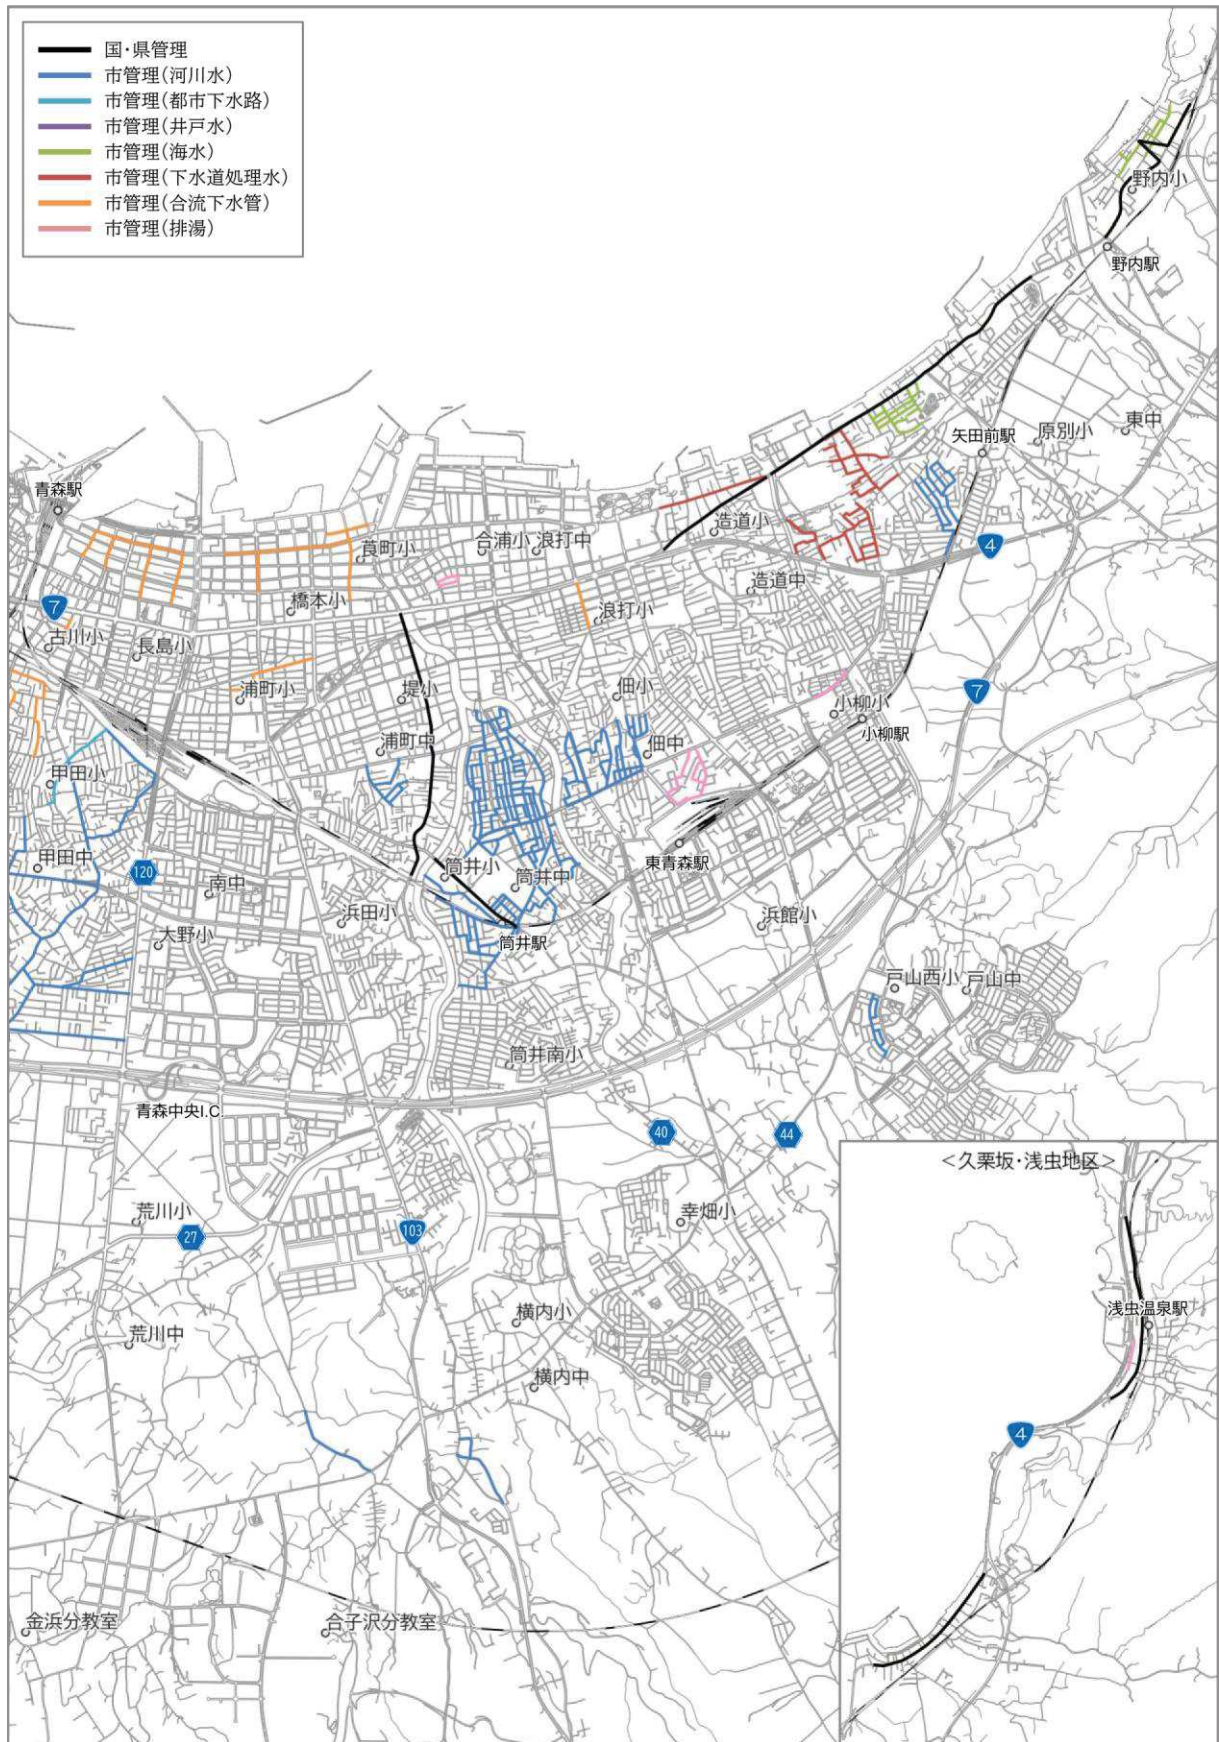 国・県管理
市管理（河川水）
市管理（都市下水路）
市管理（井戸水）
市管理（海水）
市管理（下水道処理水）
市管理（合流下水管）
市管理（排湯）
野内小
野内駅
東中
原別小
矢田前駅
青森駅
造道小
莨町小
合浦小
浪打中
4
造道中
7
橋本小
浪打小
古川小
長島小
浦町小
堤小
佃小
7
小柳小
小柳駅
浦町中
佃中
甲田小
甲田中
120
筒井小
東青森駅
南中
筒井中
浜田小
浜館小
大野小
筒井駅
戸山西小
戸山中
筒井南小
青森中央I.C.
40
44
＜久栗坂・浅虫地区＞
荒川小
27
103
幸畑小
横内小
浅虫温泉駅
荒川中
横内中
4
金浜分教室
合子沢分教室